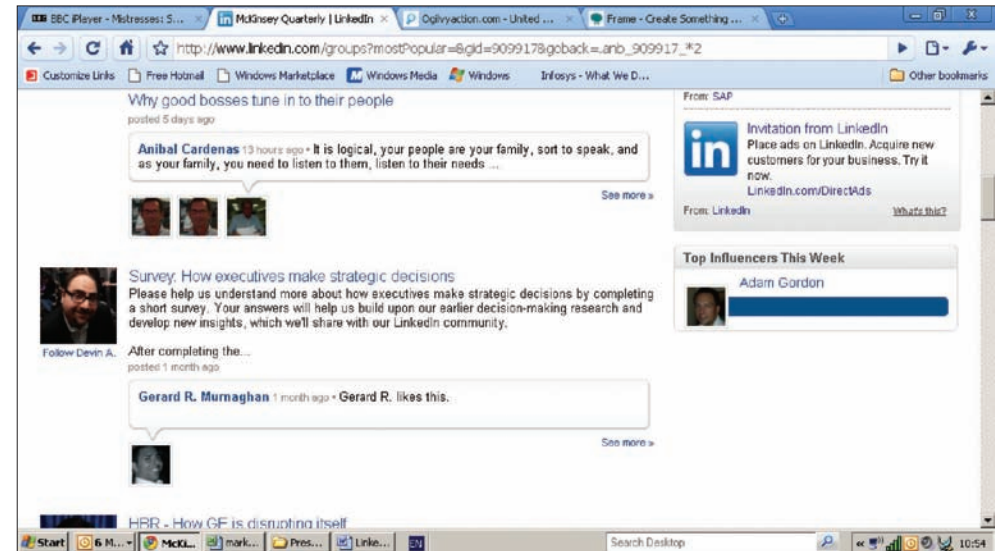 BBC iPlayer - Mistresses: S...
McKinsey Quarterly | LinkedIn
Ogilvyaction.com - United ...
Frame - Create Something ...
http://www.linkedin.com/groups?mostPopular=&gid=909917&goback=.anb_909917_*2
Customize Links
Free Hotmail
Windows Marketplace
Windows Media
Windows
Infosys - What We D...
Other bookmarks
Why good bosses tune in to their people
posted 5 days ago
Anibal Cardenas 13 hours ago • It is logical, your people are your family, sort to speak, and
as your family, you need to listen to them, listen to their needs ...
See more »
Survey: How executives make strategic decisions
Please help us understand more about how executives make strategic decisions by completing
a short survey. Your answers will help us build upon our earlier decision-making research and
develop new insights, which we'll share with our LinkedIn community.
Follow Devin A.
After completing the...
posted 1 month ago
Gerard R. Murnaghan 1 month ago • Gerard R. likes this.
See more »
HBR - How GE is disrupting itself
From: SAP
in
Invitation from LinkedIn
Place ads on LinkedIn. Acquire new
customers for your business. Try it
now.
LinkedIn.com/DirectAds
From: LinkedIn
What's this?
Top Influencers This Week
Adam Gordon
Start
6 M...
McKi...
mark...
Pres...
Linke...
EN
Search Desktop
10:54